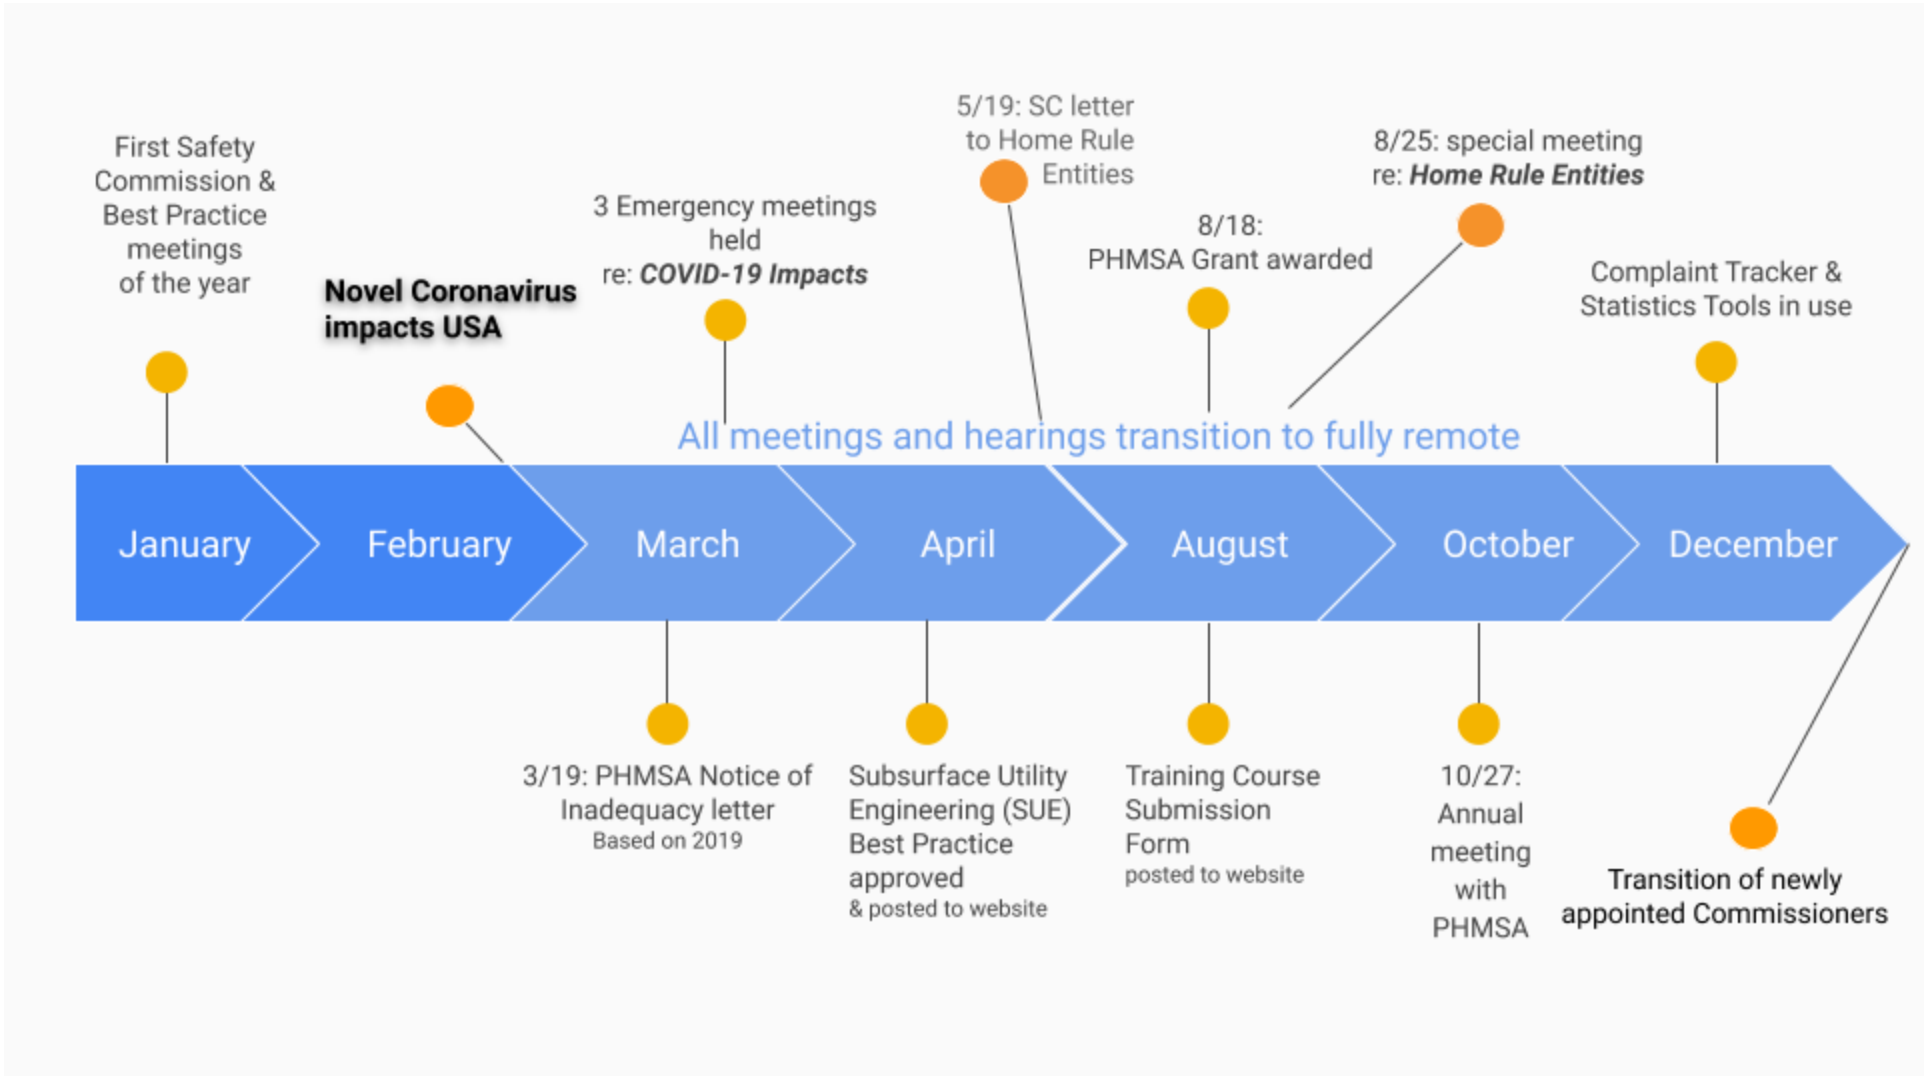 First Safety
Commission &
Best Practice
meetings
of the year
Novel Coronavirus
impacts USA
3 Emergency meetings
held
re: COVID-19 Impacts
5/19: SC letter
to Home Rule
Entities
8/18:
PHMSA Grant awarded
8/25: special meeting
re: Home Rule Entities
Complaint Tracker &
Statistics Tools in use
All meetings and hearings transition to fully remote
January
February
March
April
August
October
December
3/19: PHMSA Notice of
Inadequacy letter
Based on 2019
Subsurface Utility
Engineering (SUE)
Best Practice
approved
& posted to website
Training Course
Submission
Form
posted to website
10/27:
Annual
meeting
with
PHMSA
Transition of newly
appointed Commissioners